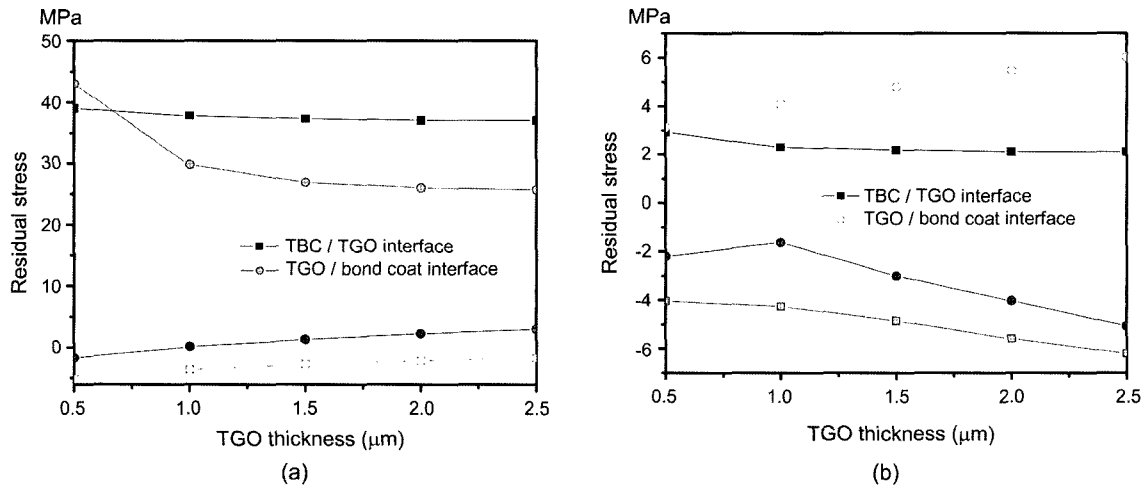 MPa
50
40
30
20
50
10
0
Residual stress
TBC / TGO interface
TGO / bond coat interface
0.5 1.0 1.5 2.0 2.5
TGO thickness (μm)
(a)
MPa
6
4
2
0
-2
-4
-6
Residual stress
TBC / TGO interface
TGO / bond coat interface
0.5 1.0 1.5 2.0 2.5
TGO thickness (μm)
(b)